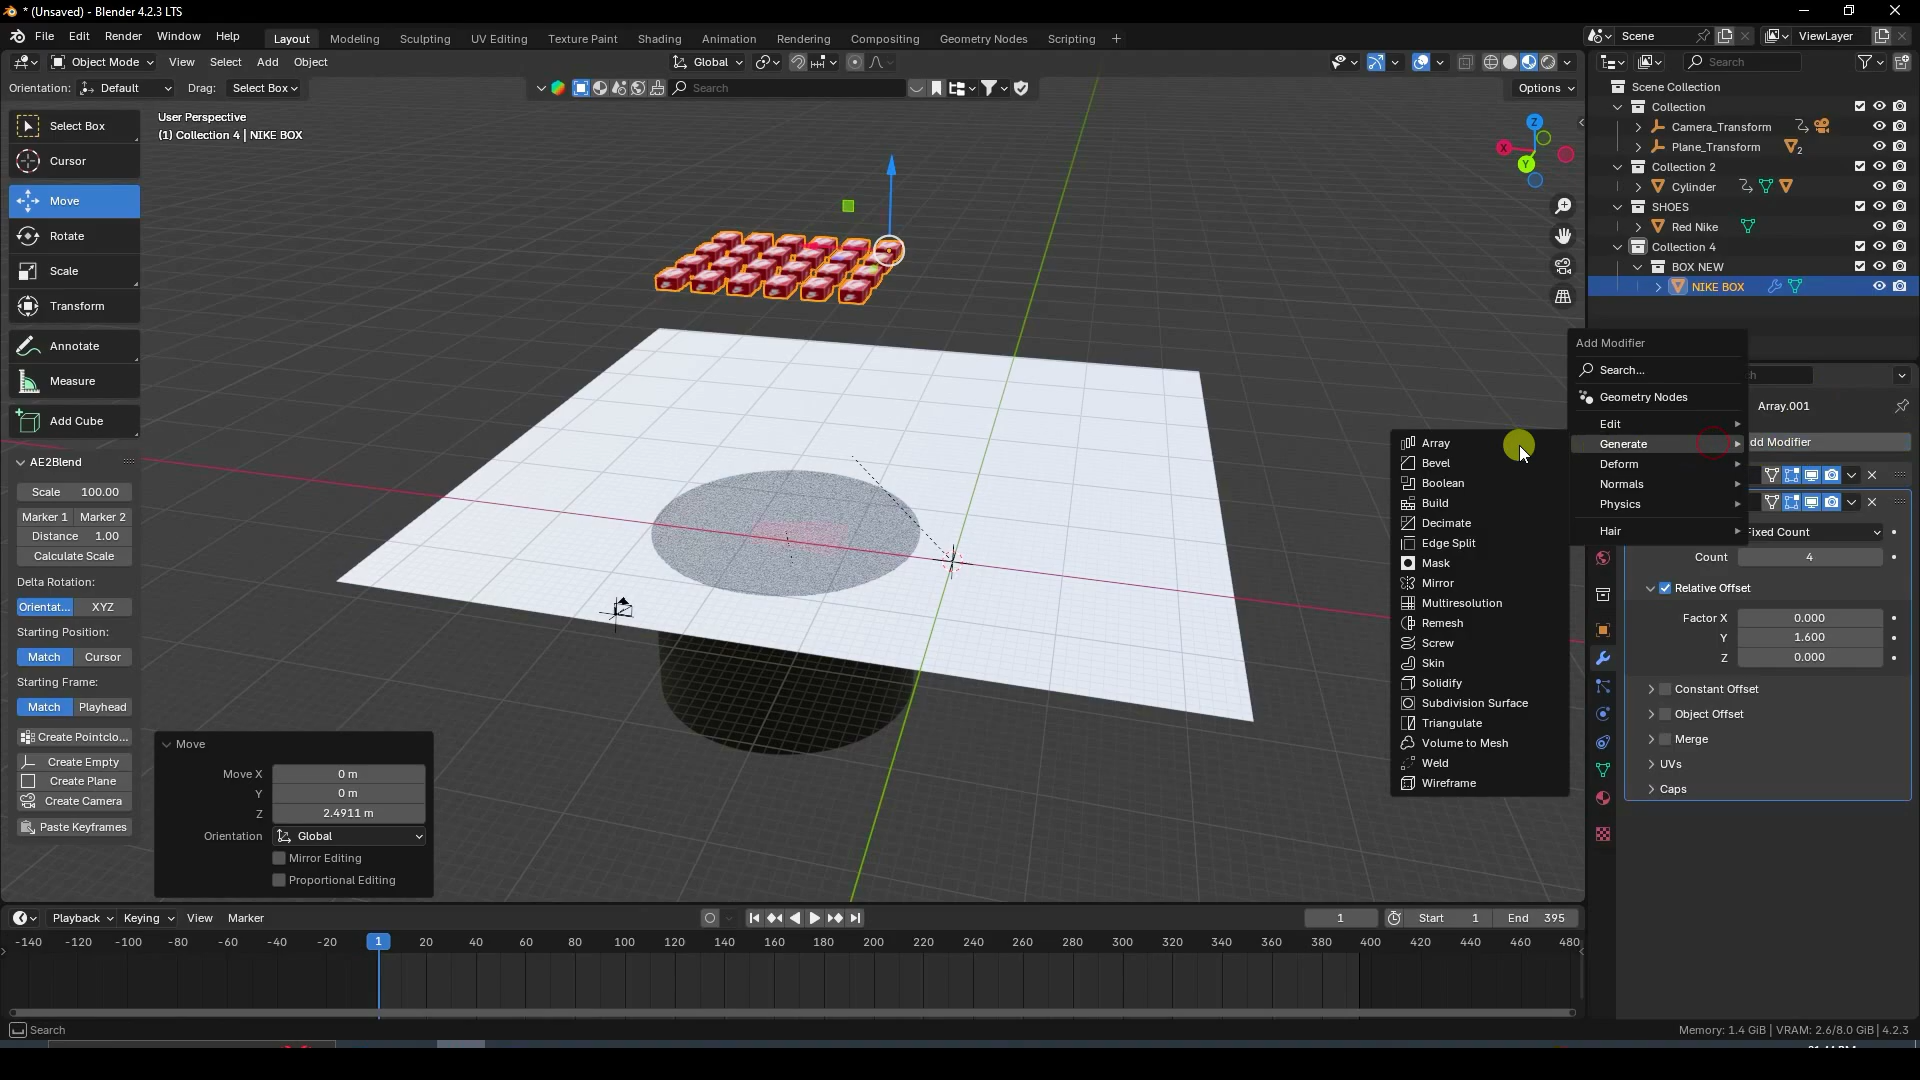 * (Unsaved) - Blender 4.2.3 LTS
File Edit Render Window Help Layout Modeling Sculpting UV Editing Texture Paint Shading Animation Rendering Compositing Geometry Nodes Scripting + Scene ViewLayer
Object Mode View Select Add Object Global Search
Orientation: Default Drag: Select Box Search Options
User Perspective
(1) Collection 4 | NIKE BOX
Select Box
Cursor
Move
Rotate
Scale
Transform
Annotate
Measure
Add Cube
AE2Blend
Scale 100.00
Marker 1 Marker 2
Distance 1.00
Calculate Scale
Delta Rotation:
Orientat... XYZ
Starting Position:
Match Cursor
Starting Frame:
Match Playhead
Create Pointclo...
Create Empty
Create Plane
Create Camera
Paste Keyframes
Move
Move X 0 m
Y 0 m
Z 2.4911 m
Orientation Global
Mirror Editing
Proportional Editing
X
Y
Z
Scene Collection
Collection
Camera_Transform
Plane_Transform 2
Collection 2
Cylinder
SHOES
Red Nike
Collection 4
BOX NEW
NIKE BOX
Add Modifier
Search...
Geometry Nodes
Edit
Generate
Deform
Normals
Physics
Hair
Array
Bevel
Boolean
Build
Decimate
Edge Split
Mask
Mirror
Multiresolution
Remesh
Screw
Skin
Solidify
Subdivision Surface
Triangulate
Volume to Mesh
Weld
Wireframe
ch
Array.001
dd Modifier
Fixed Count
Count 4
Relative Offset
Factor X 0.000
Y 1.600
Z 0.000
Constant Offset
Object Offset
Merge
UVs
Caps
Playback Keying View Marker 1 Start 1 End 395
-140 -120 -100 -80 -60 -40 -20 1 20 40 60 80 100 120 140 160 180 200 220 240 260 280 300 320 340 360 380 400 420 440 460 480
Search
Memory: 1.4 GiB | VRAM: 2.6/8.0 GiB | 4.2.3